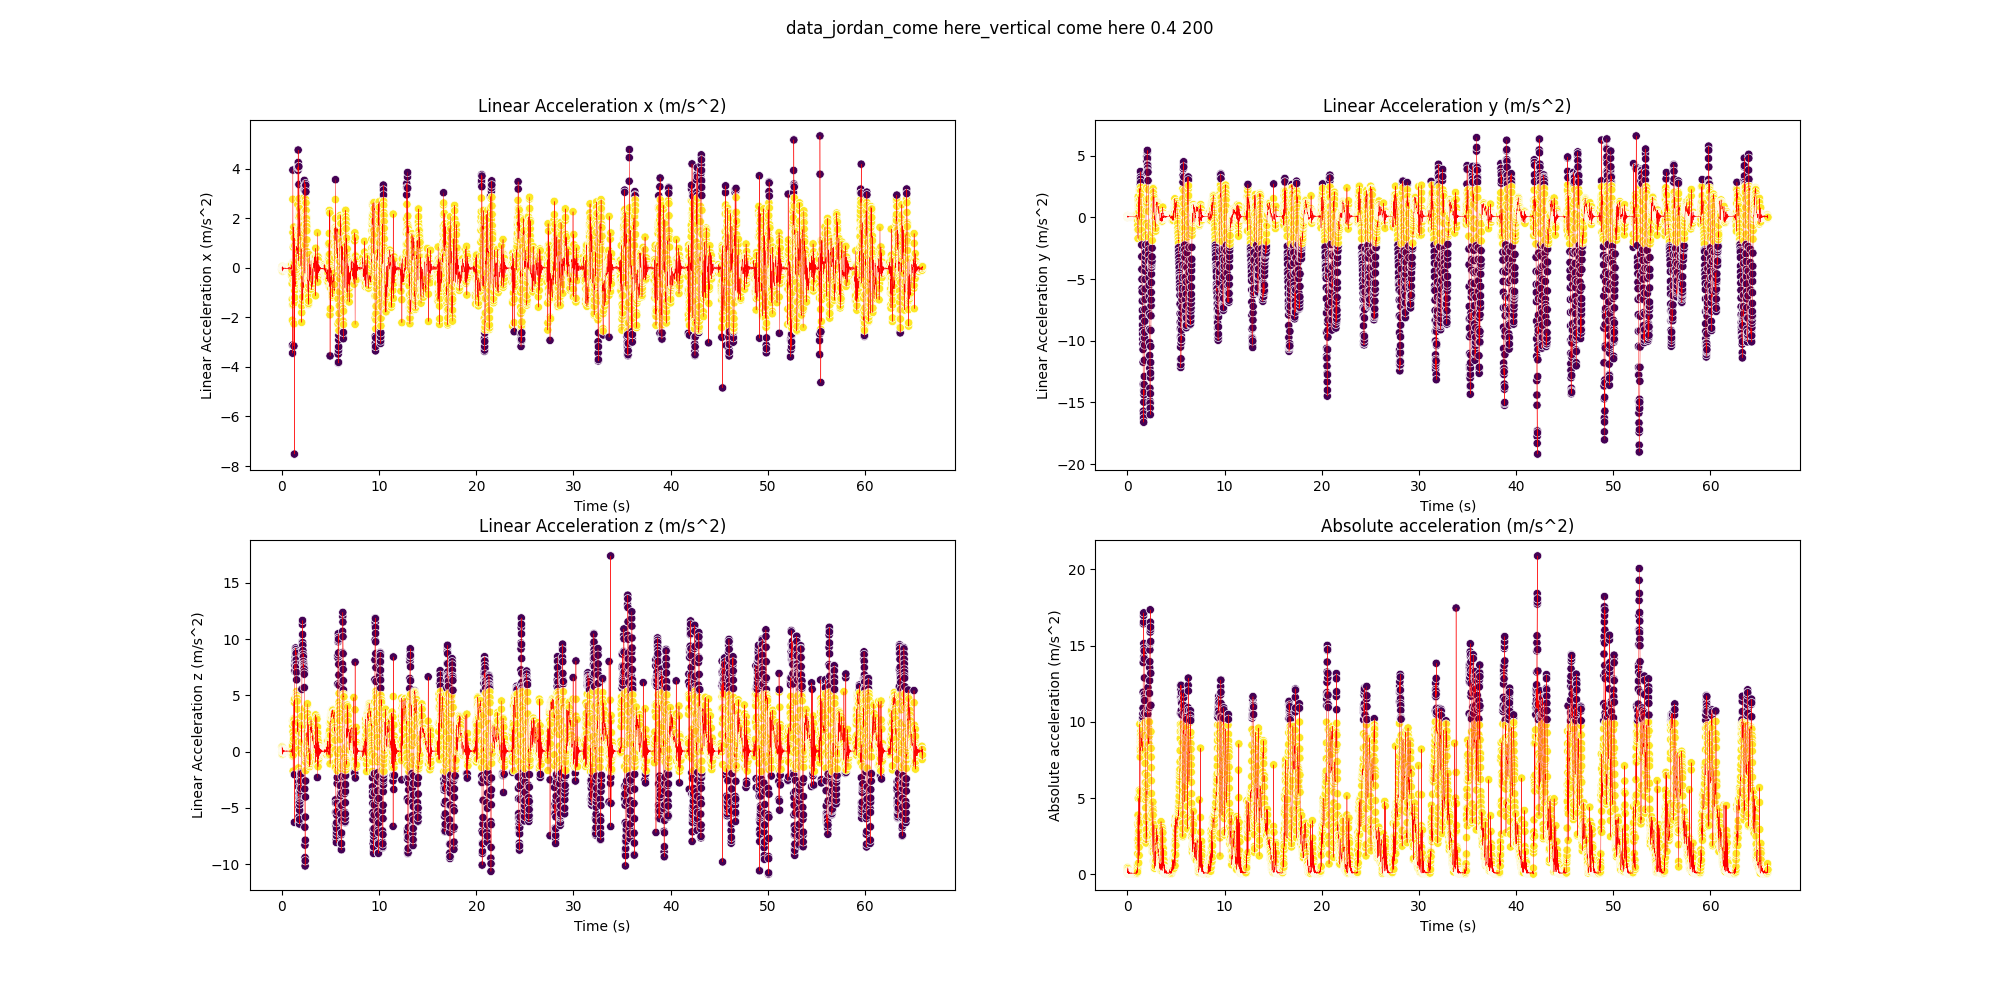 data_jordan_come here_vertical come here 0.4 200
Linear Acceleration x (m/s^2)
Linear Acceleration x (m/s^2)
4
2
0
−2
−4
−6
−8
0 10 20 30 40 50 60
Time (s)
Linear Acceleration y (m/s^2)
Linear Acceleration y (m/s^2)
5
0
−5
−10
−15
−20
0 10 20 30 40 50 60
Time (s)
Linear Acceleration z (m/s^2)
Linear Acceleration z (m/s^2)
15
10
5
0
−5
−10
0 10 20 30 40 50 60
Time (s)
Absolute acceleration (m/s^2)
Absolute acceleration (m/s^2)
20
15
10
5
0
0 10 20 30 40 50 60
Time (s)